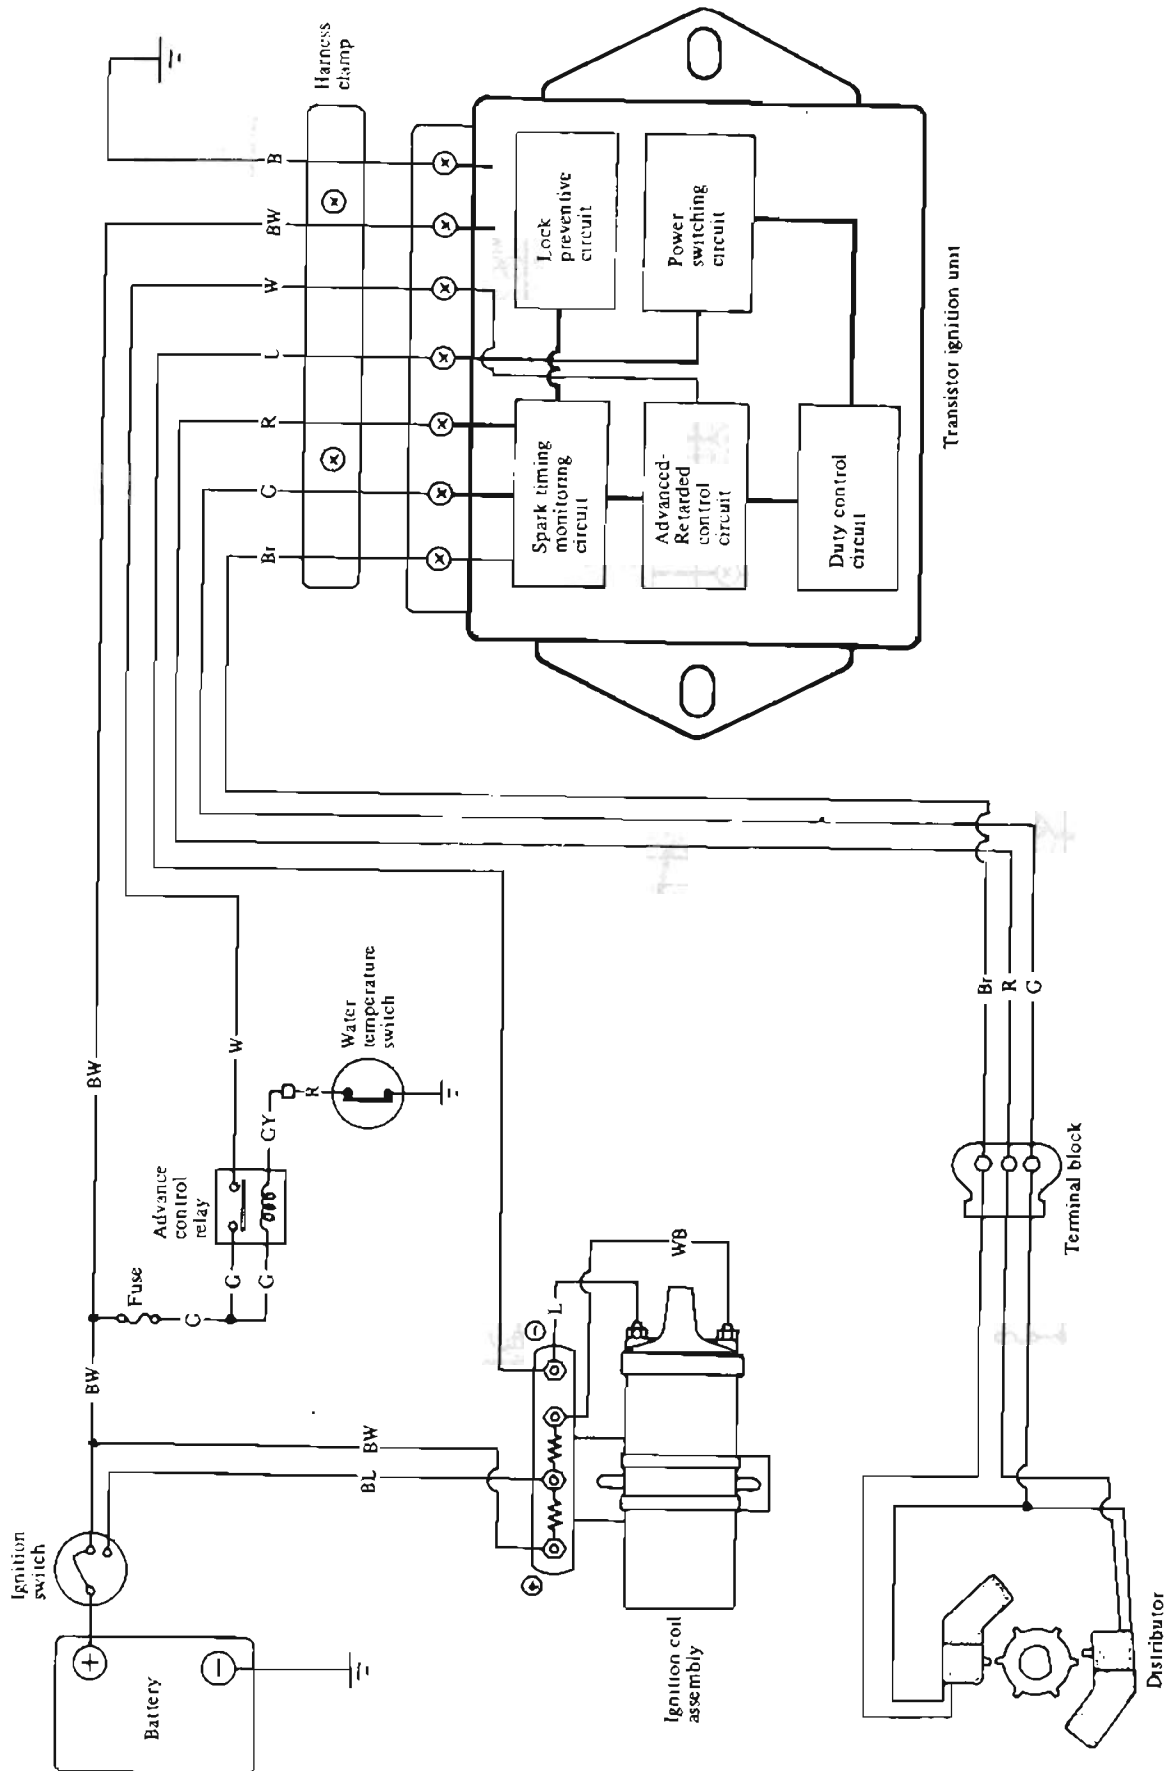 Harness
clamp
B
BW
W
L
R
G
Br
Lock
preventive
circuit
Power
switching
circuit
Spark timing
monitoring
circuit
Advanced-
Retarded
control
circuit
Duty control
circuit
Transistor ignition unit
BW
W
Water
temperature
switch
R
GY
Advance
control
relay
G
G
Fuse
G
BW
BW
BL
Ignition
switch
Battery
+
−
L
WB
−
+
Ignition coil
assembly
Br
R
G
Terminal block
Distributor